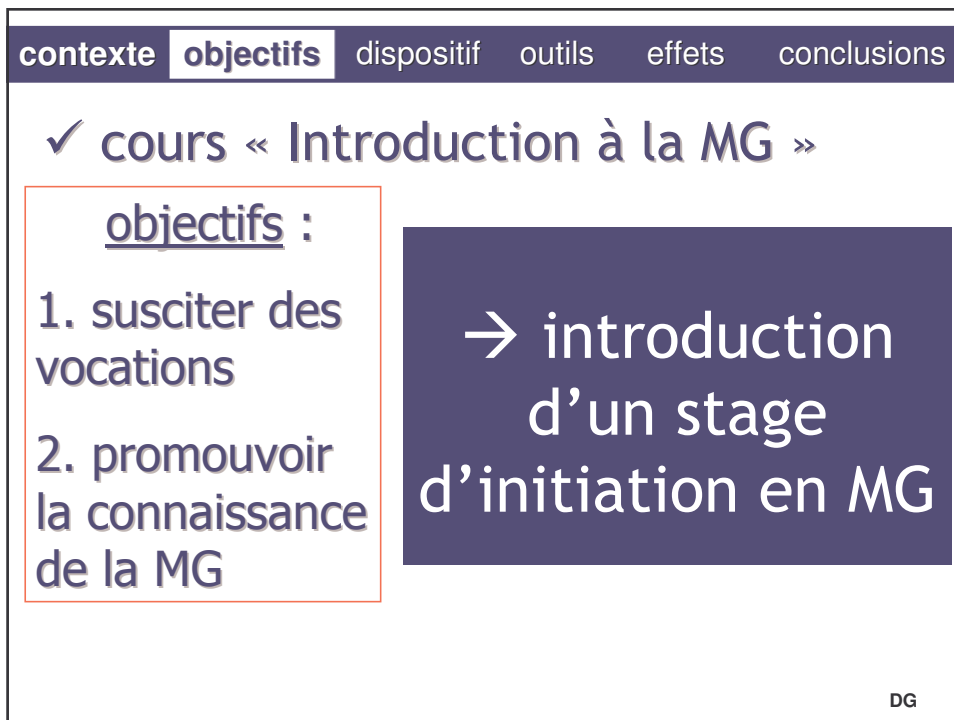 contexte objectifs dispositif outils effets conclusions
✓ cours « Introduction à la MG »
objectifs :
1. susciter des
vocations
2. promouvoir
la connaissance
de la MG
→ introduction
d’un stage
d’initiation en MG
DG